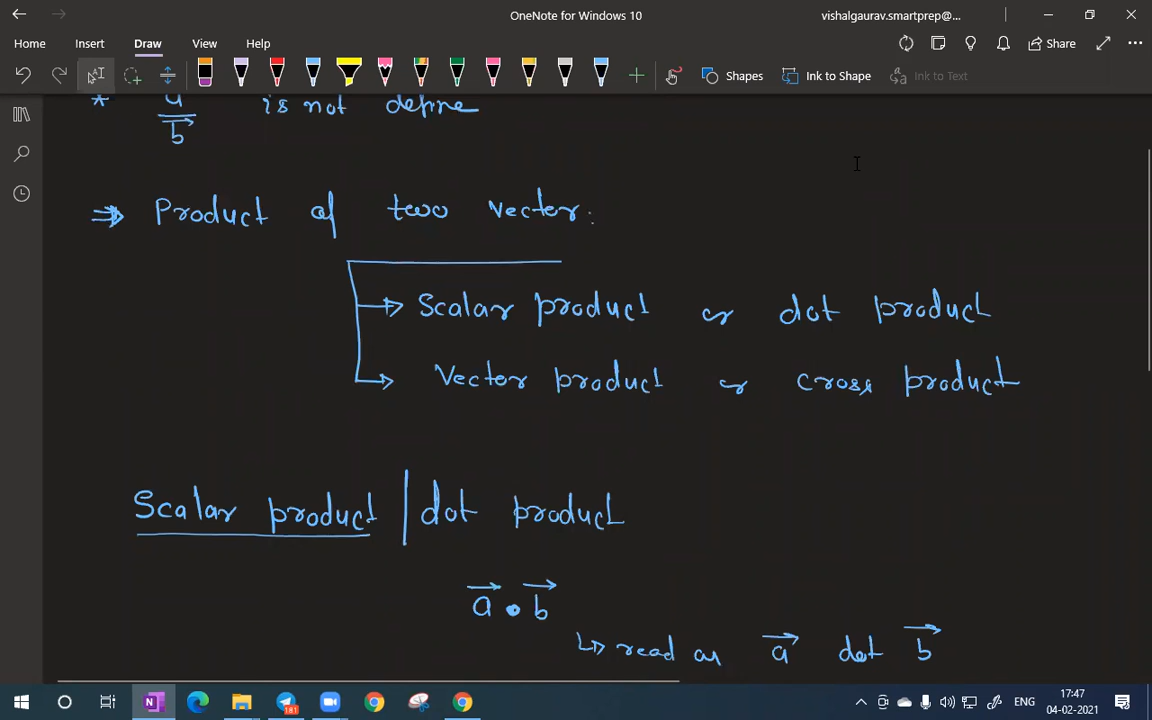 OneNote for Windows 10
vishalgaurav.smartprep@...
Home Insert Draw View Help
Share
Shapes Ink to Shape Ink to Text
* a
b is not define
⇒ Product of two vector:
→ Scalar product or dot product
→ Vector product or cross product
Scalar product | dot product
a • b
↳ read as a dot b
181
ENG
17:47
04-02-2021